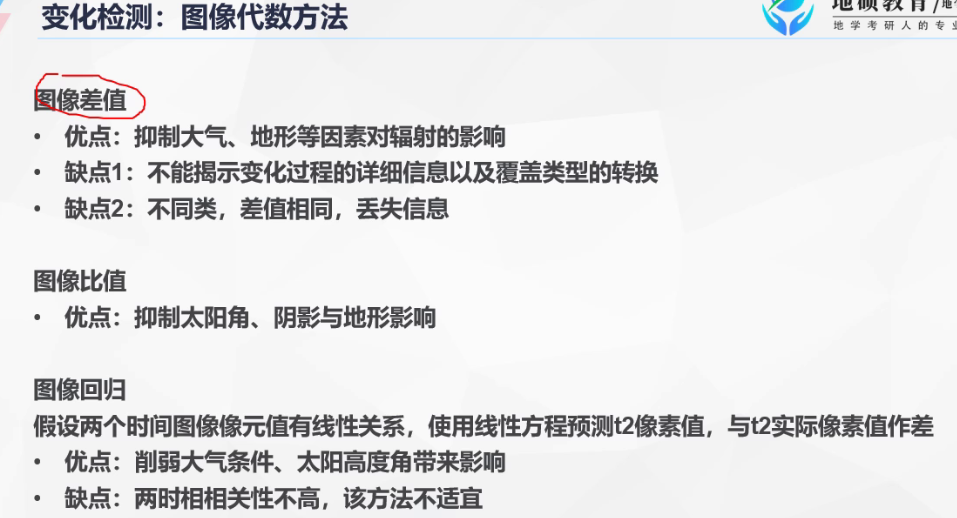 变化检测：图像代数方法
地硕教育/地
地学考研人的专业
图像差值
• 优点：抑制大气、地形等因素对辐射的影响
• 缺点1：不能揭示变化过程的详细信息以及覆盖类型的转换
• 缺点2：不同类，差值相同，丢失信息
图像比值
• 优点：抑制太阳角、阴影与地形影响
图像回归
假设两个时间图像像元值有线性关系，使用线性方程预测t2像素值，与t2实际像素值作差
• 优点：削弱大气条件、太阳高度角带来影响
• 缺点：两时相相关性不高，该方法不适宜